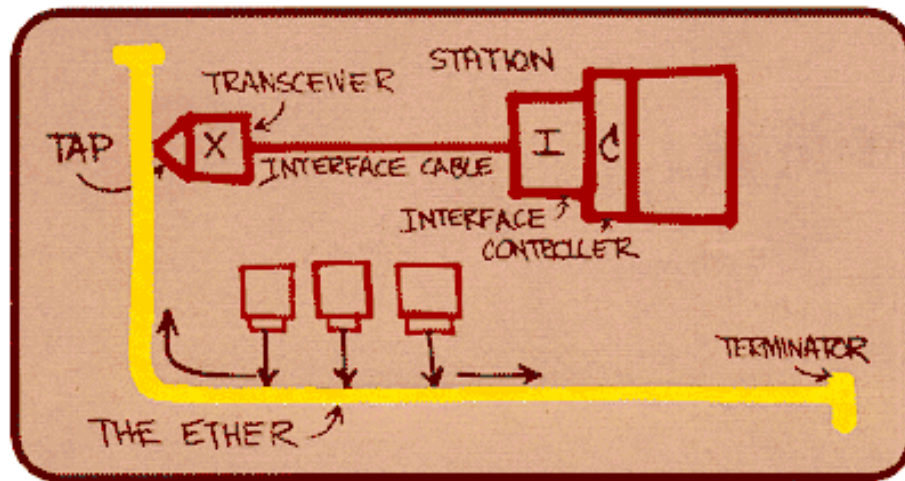 STATION
TRANSCEIVER
TAP
X
I
C
INTERFACE CABLE
INTERFACE
CONTROLLER
TERMINATOR
THE ETHER